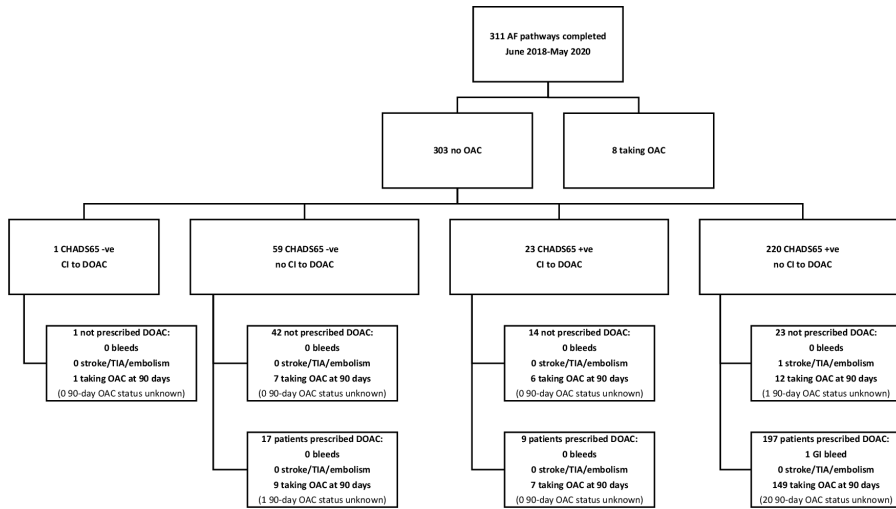 311 AF pathways completed
June 2018-May 2020
303 no OAC
8 taking OAC
1 CHADS65 -ve
CI to DOAC
59 CHADS65 -ve
no CI to DOAC
23 CHADS65 +ve
CI to DOAC
220 CHADS65 +ve
no CI to DOAC
1 not prescribed DOAC:
0 bleeds
0 stroke/TIA/embolism
1 taking OAC at 90 days
(0 90-day OAC status unknown)
42 not prescribed DOAC:
0 bleeds
0 stroke/TIA/embolism
7 taking OAC at 90 days
(0 90-day OAC status unknown)
14 not prescribed DOAC:
0 bleeds
0 stroke/TIA/embolism
6 taking OAC at 90 days
(0 90-day OAC status unknown)
23 not prescribed DOAC:
0 bleeds
1 stroke/TIA/embolism
12 taking OAC at 90 days
(1 90-day OAC status unknown)
17 patients prescribed DOAC:
0 bleeds
0 stroke/TIA/embolism
9 taking OAC at 90 days
(1 90-day OAC status unknown)
9 patients prescribed DOAC:
0 bleeds
0 stroke/TIA/embolism
7 taking OAC at 90 days
(0 90-day OAC status unknown)
197 patients prescribed DOAC:
1 GI bleed
0 stroke/TIA/embolism
149 taking OAC at 90 days
(20 90-day OAC status unknown)